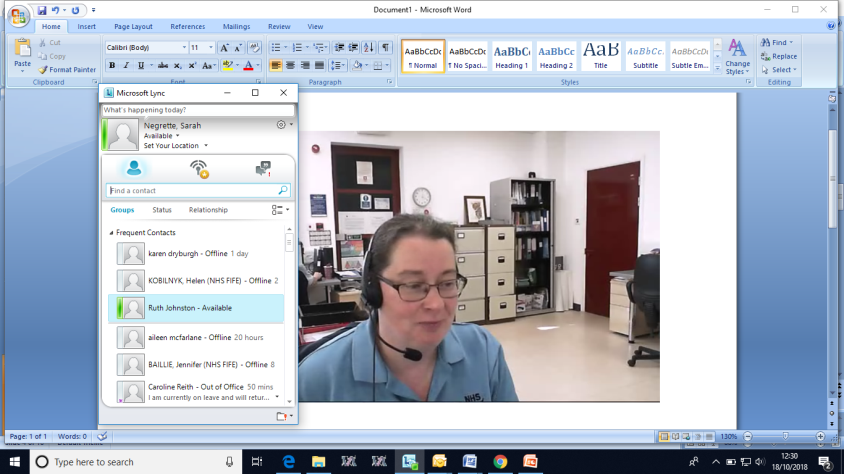 Document1 - Microsoft Word
Home Insert Page Layout References Mailings Review View
Paste
Cut
Copy
Format Painter
Clipboard
Calibri (Body) 11
Font
Paragraph
AaBbCcDc AaBbCcDc AaBbCc AaBbCc AaB AaBbCc. AaBbCcDc
¶ Normal ¶ No Spaci... Heading 1 Heading 2 Title Subtitle Subtle Em...
Change
Styles
Styles
Find
Replace
Select
Editing
Microsoft Lync
What's happening today?
Negrette, Sarah
Available
Set Your Location
Find a contact
Groups Status Relationship
Frequent Contacts
karen dryburgh - Offline 1 day
KOBILNYK, Helen (NHS FIFE) - Offline 2
Ruth Johnston - Available
aileen mcfarlane - Offline 20 hours
BAILLIE, Jennifer (NHS FIFE) - Offline 8
Caroline Reith - Out of Office 50 mins
I am currently on leave and will retur...
NHS
Page: 1 of 1 Words: 0
130%
Type here to search
12:30
18/10/2018
2